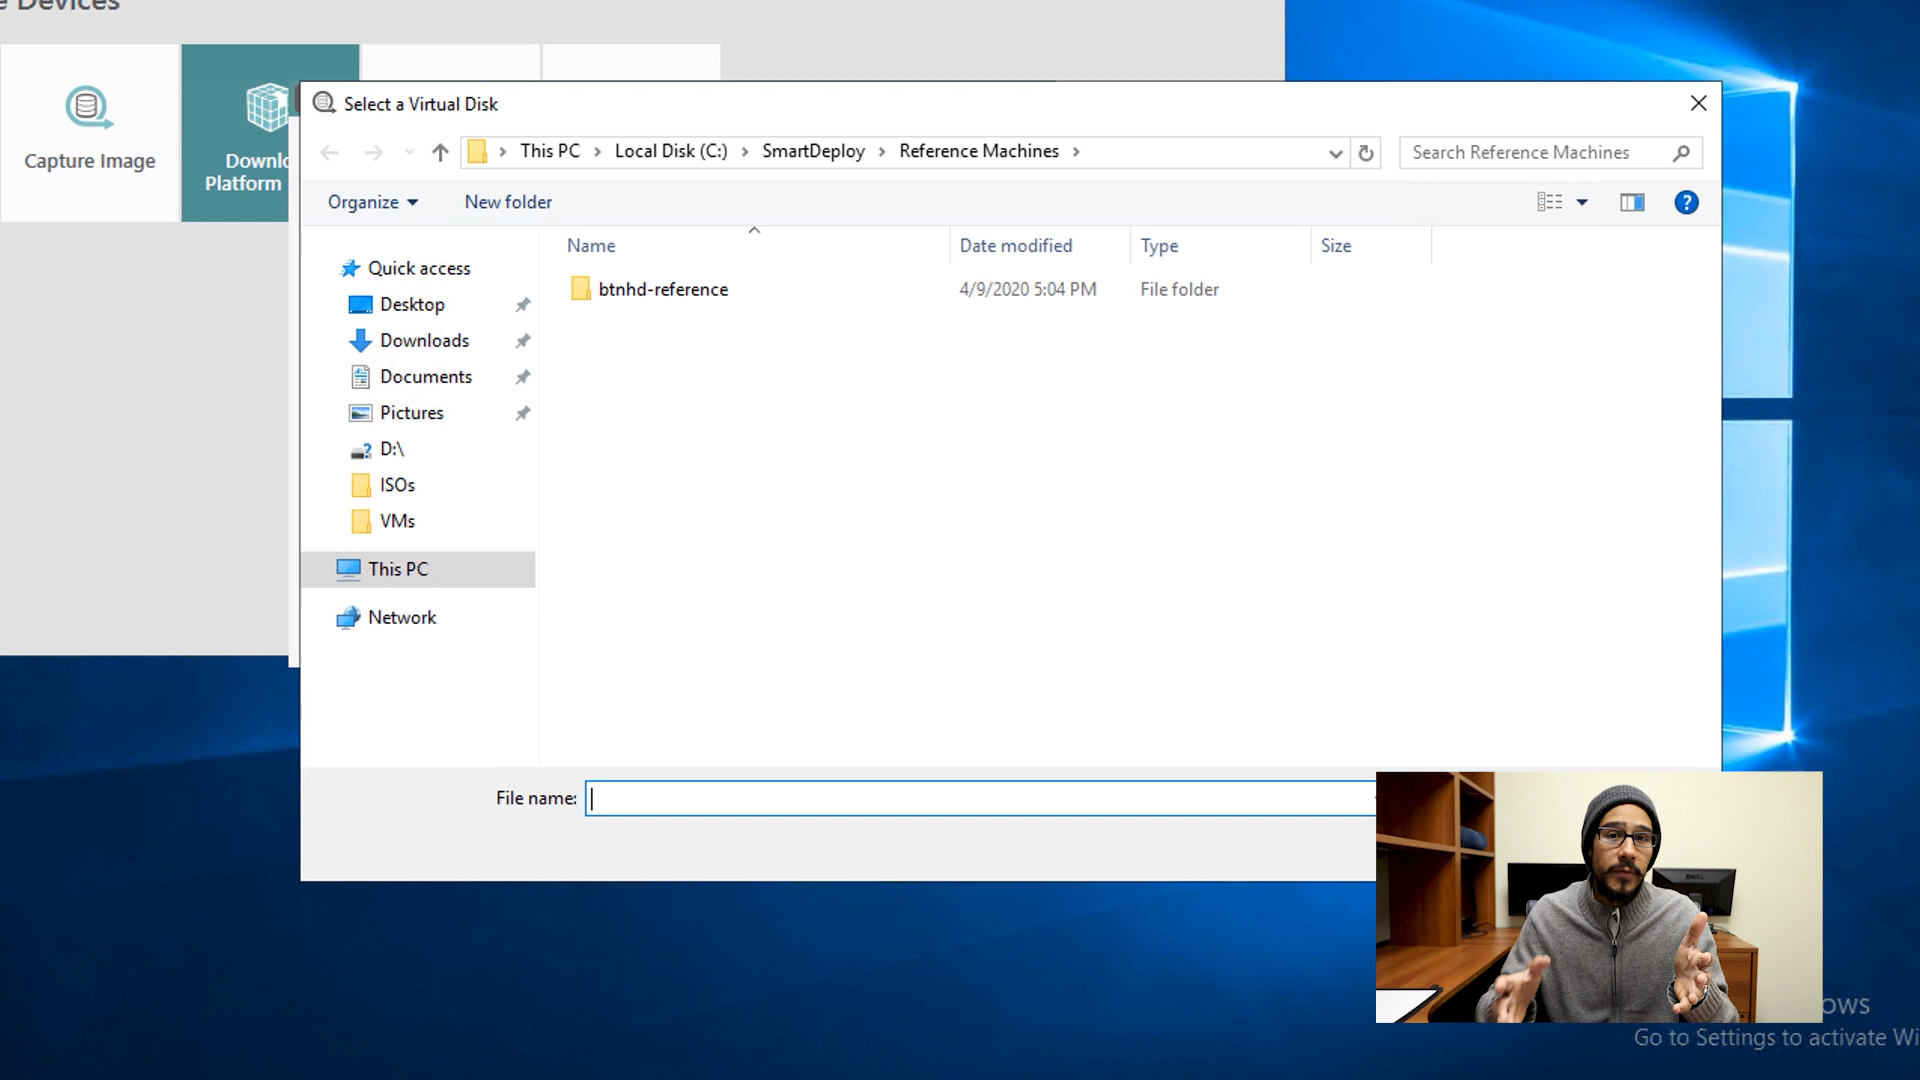 Devices
Capture Image
Downlo
Platform
Select a Virtual Disk
This PC > Local Disk (C:) > SmartDeploy > Reference Machines >
Search Reference Machines
Organize
New folder
?
Name
Date modified
Type
Size
btnhd-reference
4/9/2020 5:04 PM
File folder
Quick access
Desktop
Downloads
Documents
Pictures
D:\
ISOs
VMs
This PC
Network
File name:
DELL
ows
Go to Settings to activate Wi